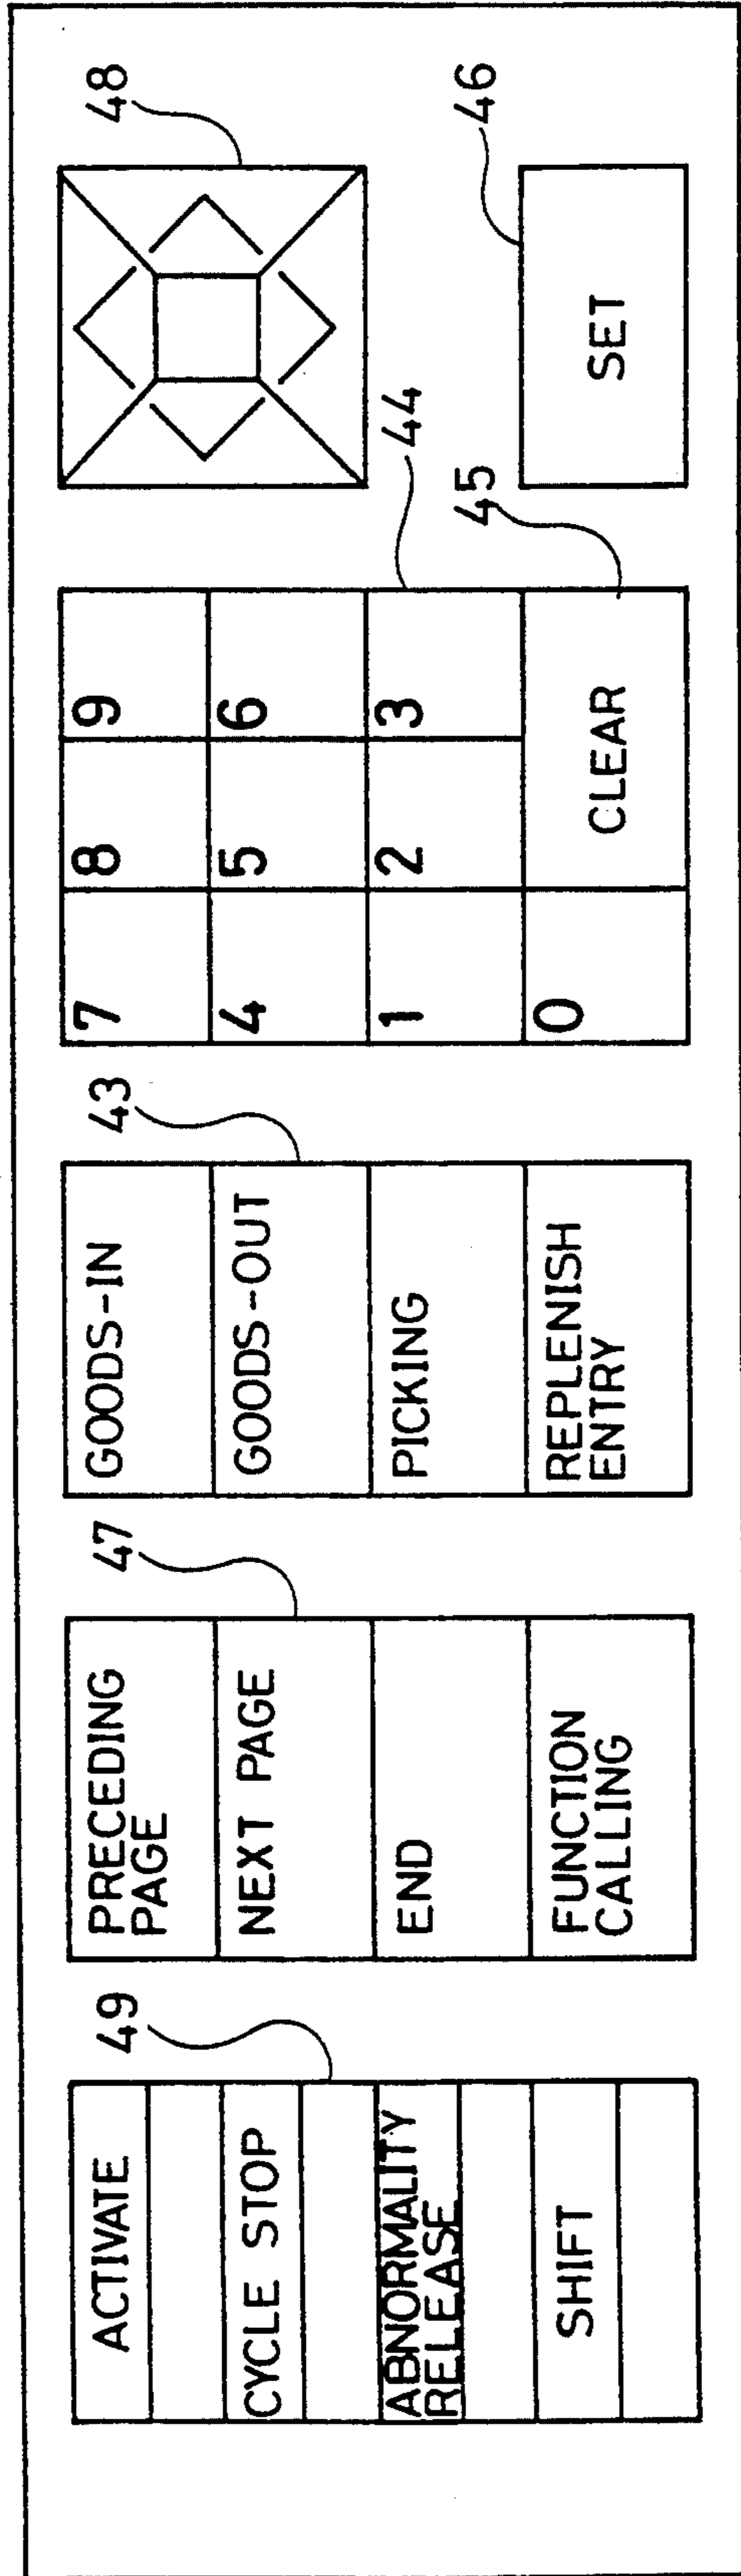 49
ACTIVATE
CYCLE STOP
ABNORMALITY
RELEASE
SHIFT
47
PRECEDING
PAGE
NEXT PAGE
END
FUNCTION
CALLING
43
GOODS-IN
GOODS-OUT
PICKING
REPLENISH
ENTRY
7 8 9
4 5 6
1 2 3
0 CLEAR
44
45
48
46
SET